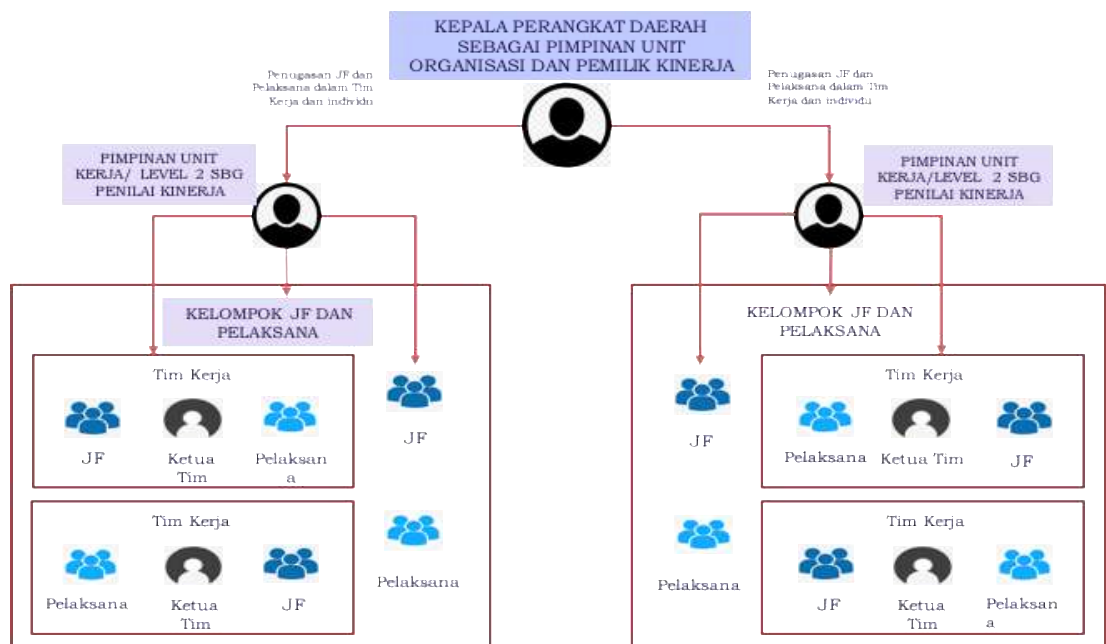 KEPALA PERANGKAT DAERAH
SEBAGAI PIMPINAN UNIT
ORGANISASI DAN PEMILIK KINERJA
Penugasan JF dan
Pelaksana dalam Tim
Kerja dan individu
Penugasan JF dan
Pelaksana dalam Tim
Kerja dan individu
PIMPINAN UNIT
KERJA/ LEVEL 2 SBG
PENILAI KINERJA
PIMPINAN UNIT
KERJA/LEVEL 2 SBG
PENILAI KINERJA
KELOMPOK JF DAN
PELAKSANA
Tim Kerja
JF
Ketua
Tim
Pelaksan
a
JF
Tim Kerja
Pelaksana
Ketua
Tim
JF
Pelaksana
KELOMPOK JF DAN
PELAKSANA
JF
Tim Kerja
Pelaksana
Ketua Tim
JF
Pelaksana
Tim Kerja
JF
Ketua
Tim
Pelaksan
a